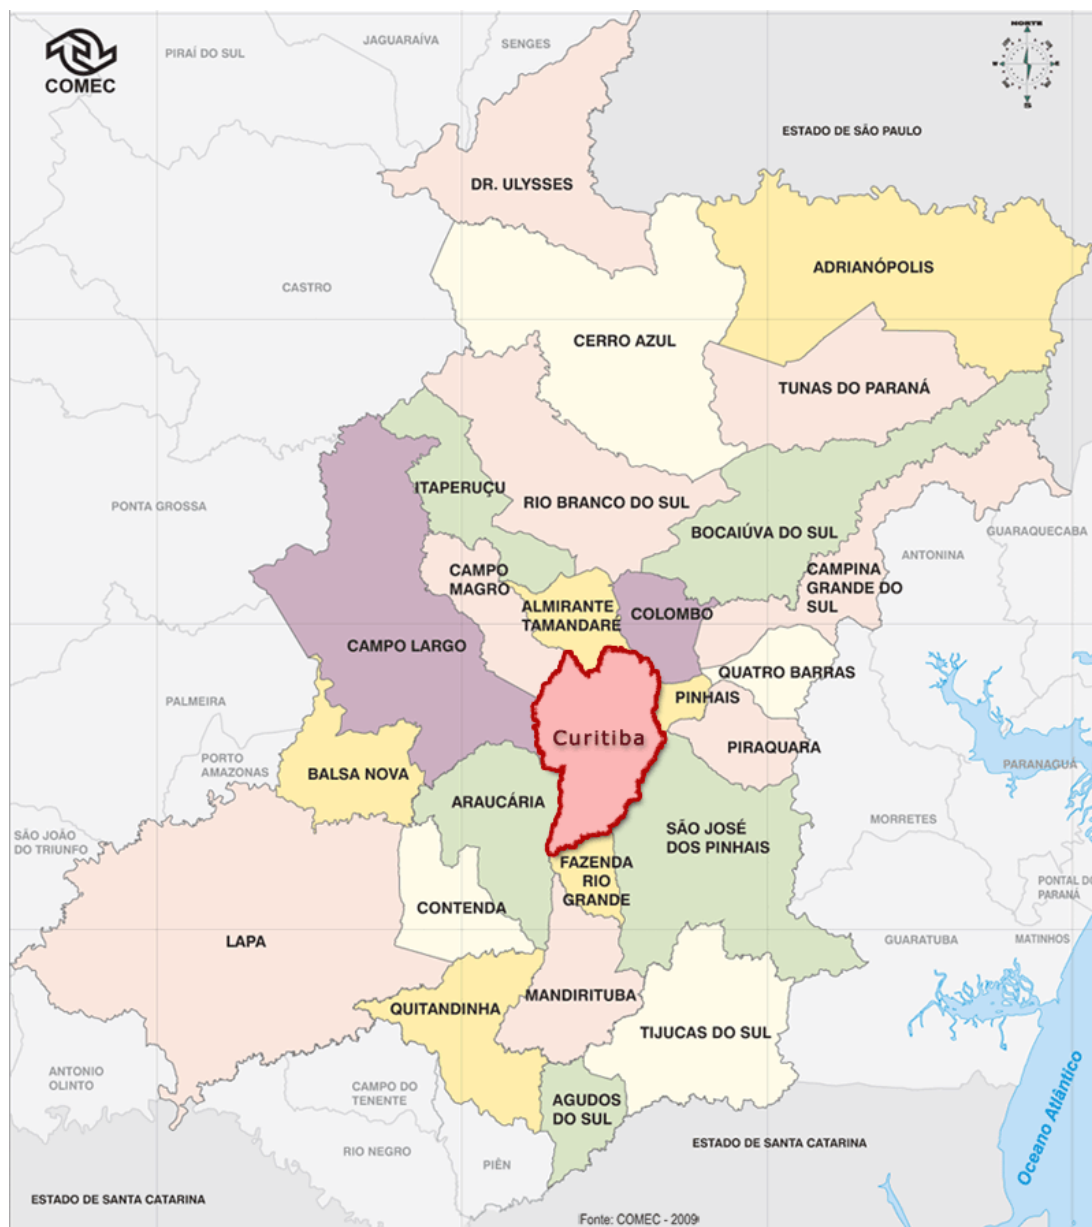 COMEC
PIRAÍ DO SUL
JAGUARAÍVA
SENGES
NORTE
S
ESTADO DE SÃO PAULO
DR. ULYSSES
ADRIANÓPOLIS
CASTRO
CERRO AZUL
TUNAS DO PARANÁ
ITAPERUÇU
PONTA GROSSA
RIO BRANCO DO SUL
BOCAIÚVA DO SUL
GUARAQUECABA
ANTONINA
CAMPO
MAGRO
CAMPINA
GRANDE DO
SUL
ALMIRANTE
TAMANDARÉ
COLOMBO
CAMPO LARGO
QUATRO BARRAS
PALMEIRA
PINHAIS
Curitiba
PIRAQUARA
PORTO
AMAZONAS
BALSA NOVA
PARANAGUÁ
ARAUCÁRIA
SÃO JOÃO
DO TRIUNFO
SÃO JOSÉ
DOS PINHAIS
MORRETES
FAZENDA
RIO
GRANDE
PONTAL DO
PARANÁ
CONTENDA
LAPA
GUARATUBA
MATINHOS
QUITANDINHA
MANDIRITUBA
TIJUCAS DO SUL
ANTONIO
OLINTO
CAMPO DO
TENENTE
AGUDOS
DO SUL
Oceano Atlântico
RIO NEGRO
PIÊN
ESTADO DE SANTA CATARINA
ESTADO DE SANTA CATARINA
Fonte: COMEC - 2009